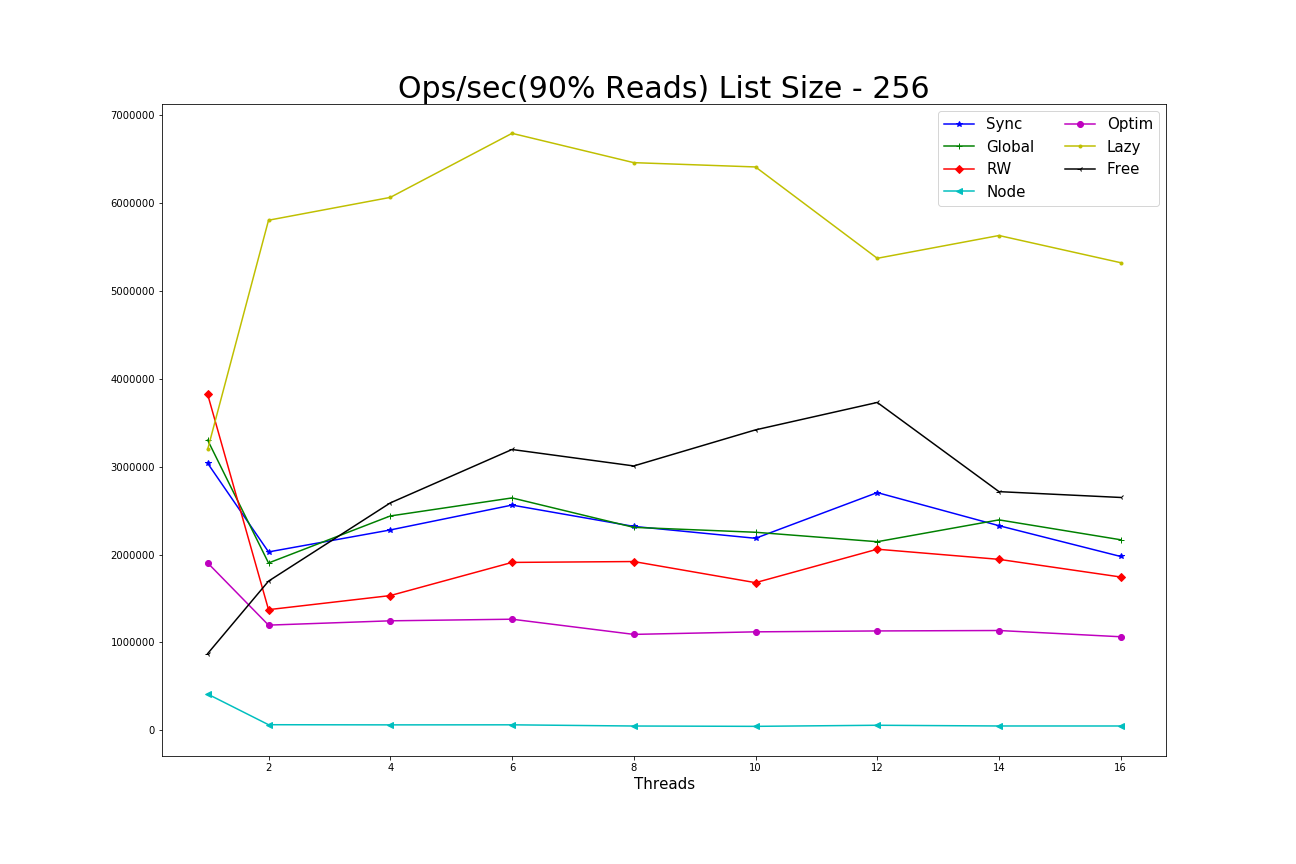 Ops/sec(90% Reads) List Size - 256
7000000
6000000
5000000
4000000
3000000
2000000
1000000
0
Sync
Global
RW
Node
Optim
Lazy
Free
2 4 6 8 10 12 14 16
Threads